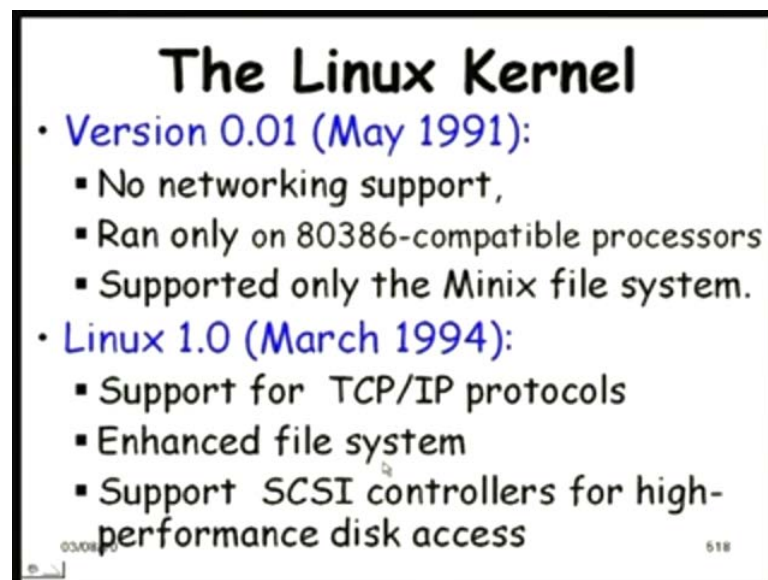 The Linux Kernel
• Version 0.01 (May 1991):
▪ No networking support,
▪ Ran only on 80386-compatible processors
▪ Supported only the Minix file system.
• Linux 1.0 (March 1994):
▪ Support for TCP/IP protocols
▪ Enhanced file system
▪ Support SCSI controllers for high-
performance disk access
518